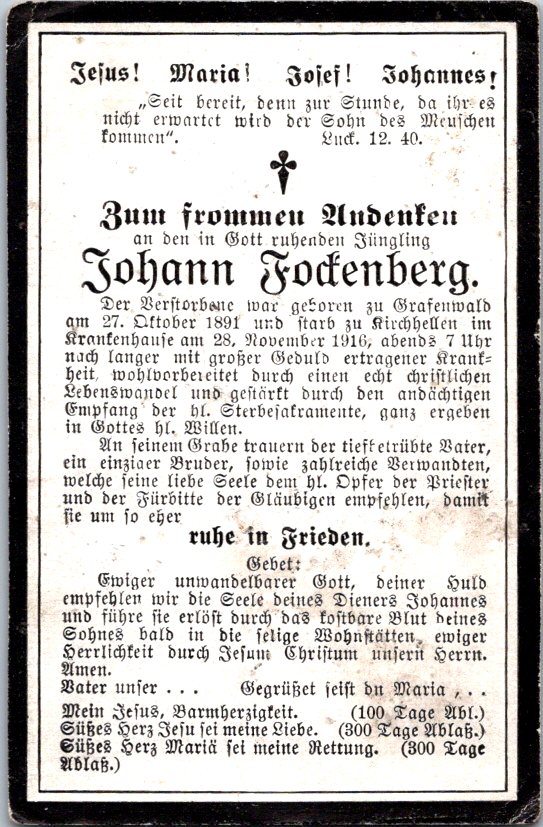 Jesus! Maria! Josef! Johannes!
„Seit bereit, denn zur Stunde, da ihr es
nicht erwartet wird der Sohn des Menschen
kommen“. Luck. 12. 40.
Zum frommen Andenken
an den in Gott ruhenden Jüngling
Johann Fockenberg.
Der Verstorbene war geboren zu Grafenwald
am 27. Oktober 1891 und starb zu Kirchhellen im
Krankenhause am 28. November 1916, abends 7 Uhr
nach langer mit großer Geduld ertragener Krank-
heit, wohlvorbereitet durch einen echt christlichen
Lebenswandel und gestärkt durch den andächtigen
Empfang der hl. Sterbesakramente, ganz ergeben
in Gottes hl. Willen.
An seinem Grabe trauern der tiefbetrübte Vater,
ein einziger Bruder, sowie zahlreiche Verwandten,
welche seine liebe Seele dem hl. Opfer der Priester
und der Fürbitte der Gläubigen empfehlen, damit
sie um so eher
ruhe in Frieden.
Gebet:
Ewiger unwandelbarer Gott, deiner Huld
empfehlen wir die Seele deines Dieners Johannes
und führe sie erlöst durch das kostbare Blut deines
Sohnes bald in die selige Wohnstätten ewiger
Herrlichkeit durch Jesum Christum unsern Herrn.
Amen.
Vater unser . . . Gegrüßet seist du Maria . . .
Mein Jesus, Barmherzigkeit. (100 Tage Abl.)
Süßes Herz Jesu sei meine Liebe. (300 Tage Ablaß.)
Süßes Herz Mariä sei meine Rettung. (300 Tage
Ablaß.)